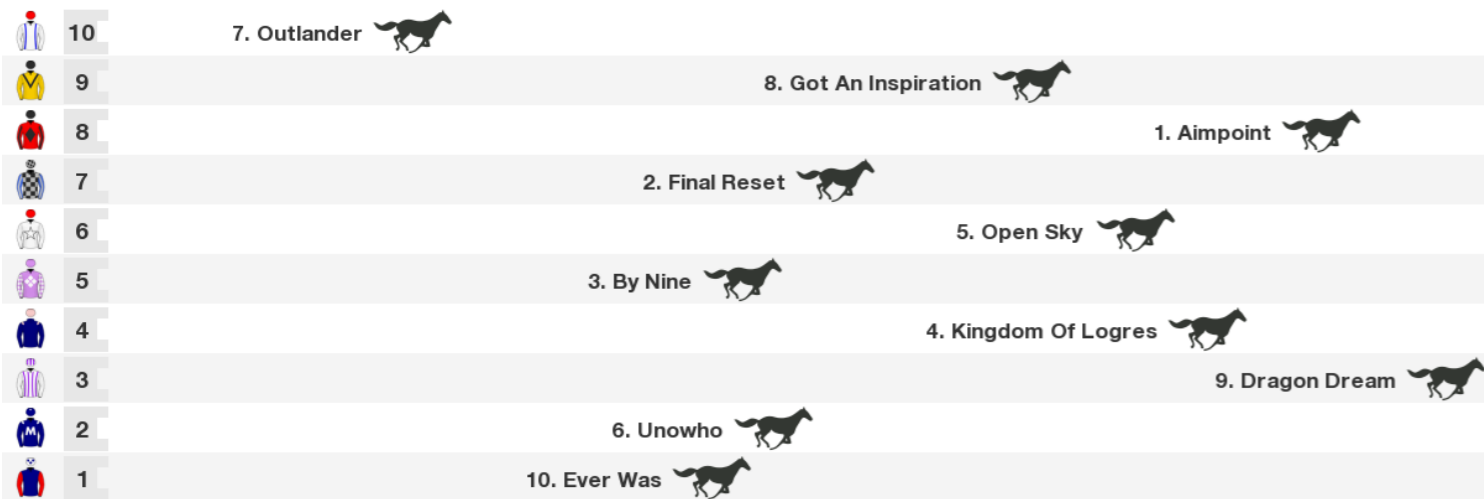 10 7. Outlander
9 8. Got An Inspiration
8 1. Aimpoint
7 2. Final Reset
6 5. Open Sky
5 3. By Nine
4 4. Kingdom Of Logres
3 9. Dragon Dream
M 2 6. Unowho
1 10. Ever Was